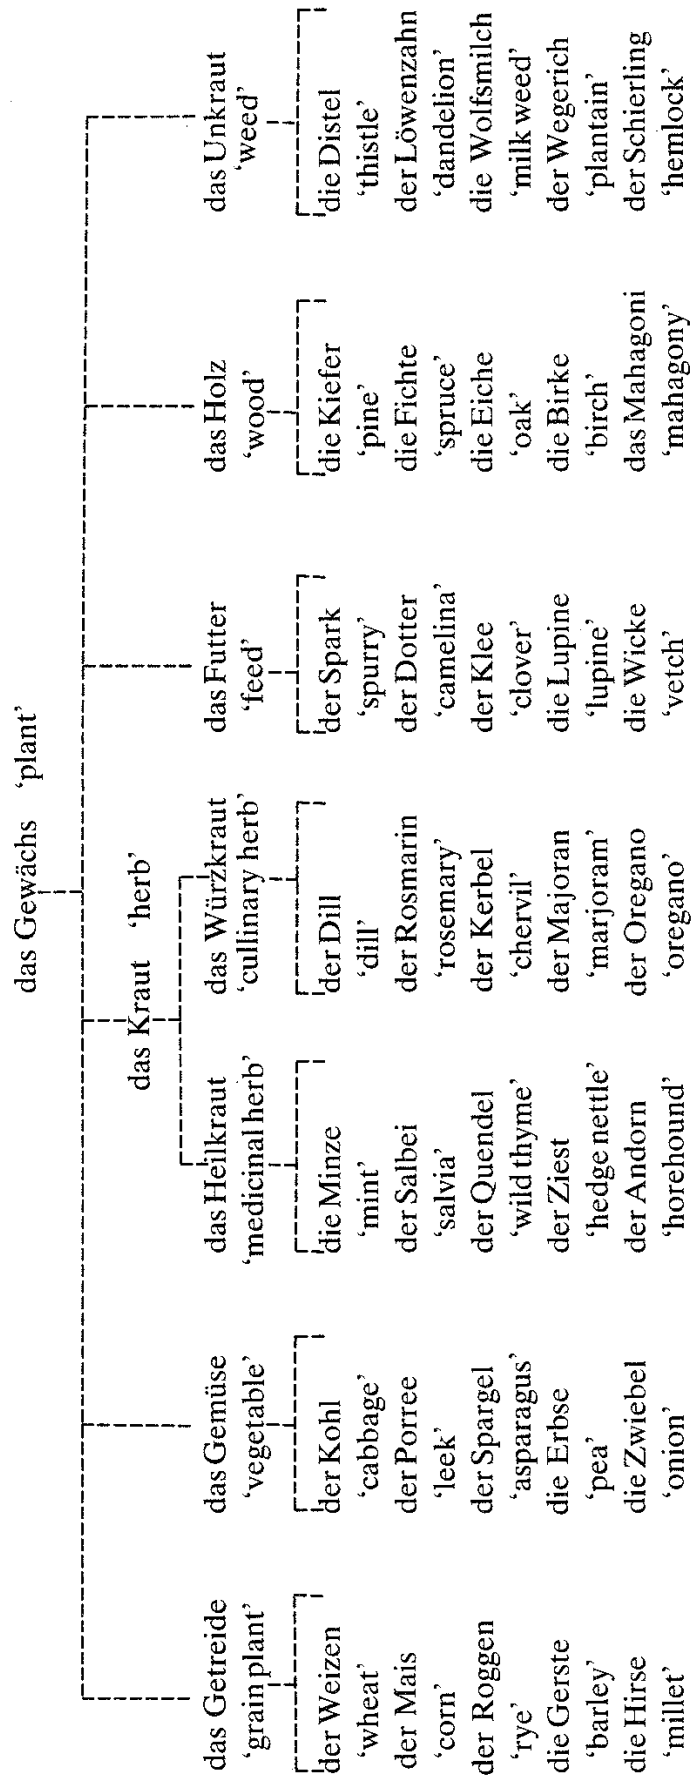 das Gewächs ‘plant’
das Kraut ‘herb’
das Getreide
‘grain plant’
der Weizen
‘wheat’
der Mais
‘corn’
der Roggen
‘rye’
die Gerste
‘barley’
die Hirse
‘millet’
das Gemüse
‘vegetable’
der Kohl
‘cabbage’
der Porree
‘leek’
der Spargel
‘asparagus’
die Erbse
‘pea’
die Zwiebel
‘onion’
das Heilkraut
‘medicinal herb’
die Minze
‘mint’
der Salbei
‘salvia’
der Quendel
‘wild thyme’
der Ziest
‘hedge nettle’
der Andorn
‘horehound’
das Würzkraut
‘cullinary herb’
der Dill
‘dill’
der Rosmarin
‘rosemary’
der Kerbel
‘chervil’
der Majoran
‘marjoram’
der Oregano
‘oregano’
das Futter
‘feed’
der Spark
‘spurry’
der Dotter
‘camelina’
der Klee
‘clover’
die Lupine
‘lupine’
die Wicke
‘vetch’
das Holz
‘wood’
die Kiefer
‘pine’
die Fichte
‘spruce’
die Eiche
‘oak’
die Birke
‘birch’
das Mahagoni
‘mahagony’
das Unkraut
‘weed’
die Distel
‘thistle’
der Löwenzahn
‘dandelion’
die Wolfsmilch
‘milkweed’
der Wegerich
‘plantain’
der Schierling
‘hemlock’